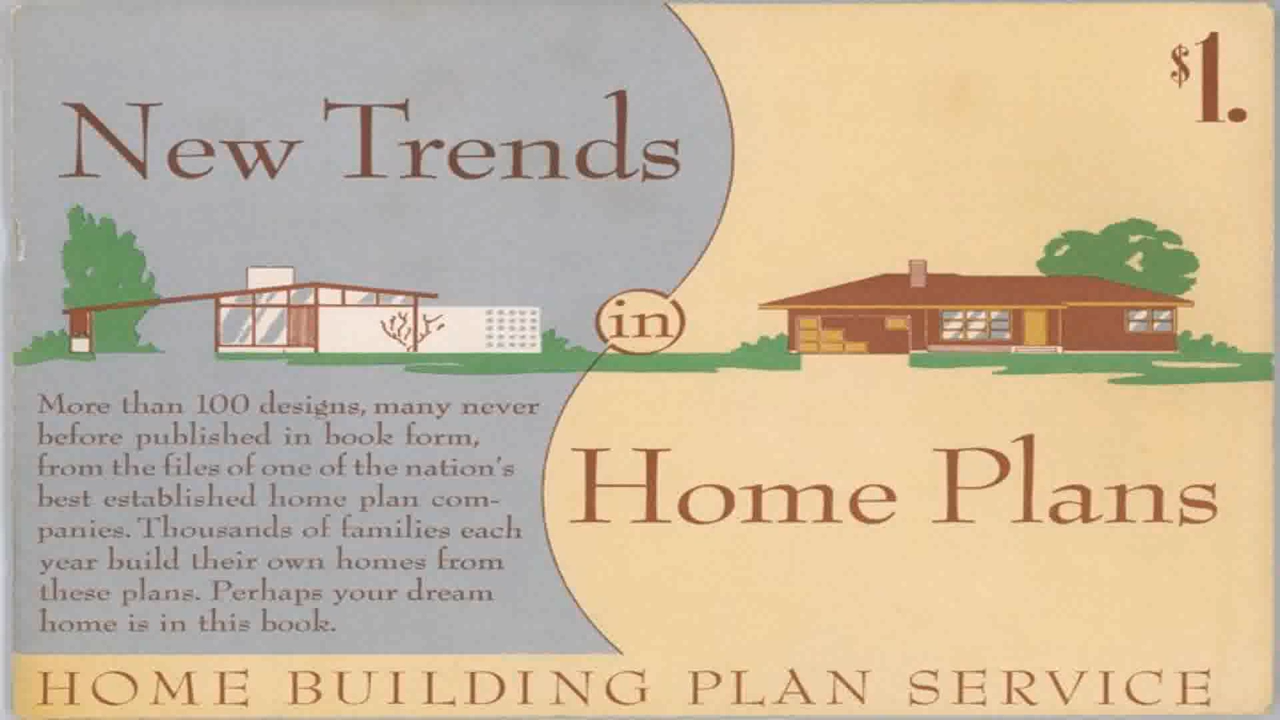 $1.
New Trends
in
Home Plans
More than 100 designs, many never
before published in book form,
from the files of one of the nation's
best established home plan com-
panies. Thousands of families each
year build their own homes from
these plans. Perhaps your dream
home is in this book.
HOME BUILDING PLAN SERVICE